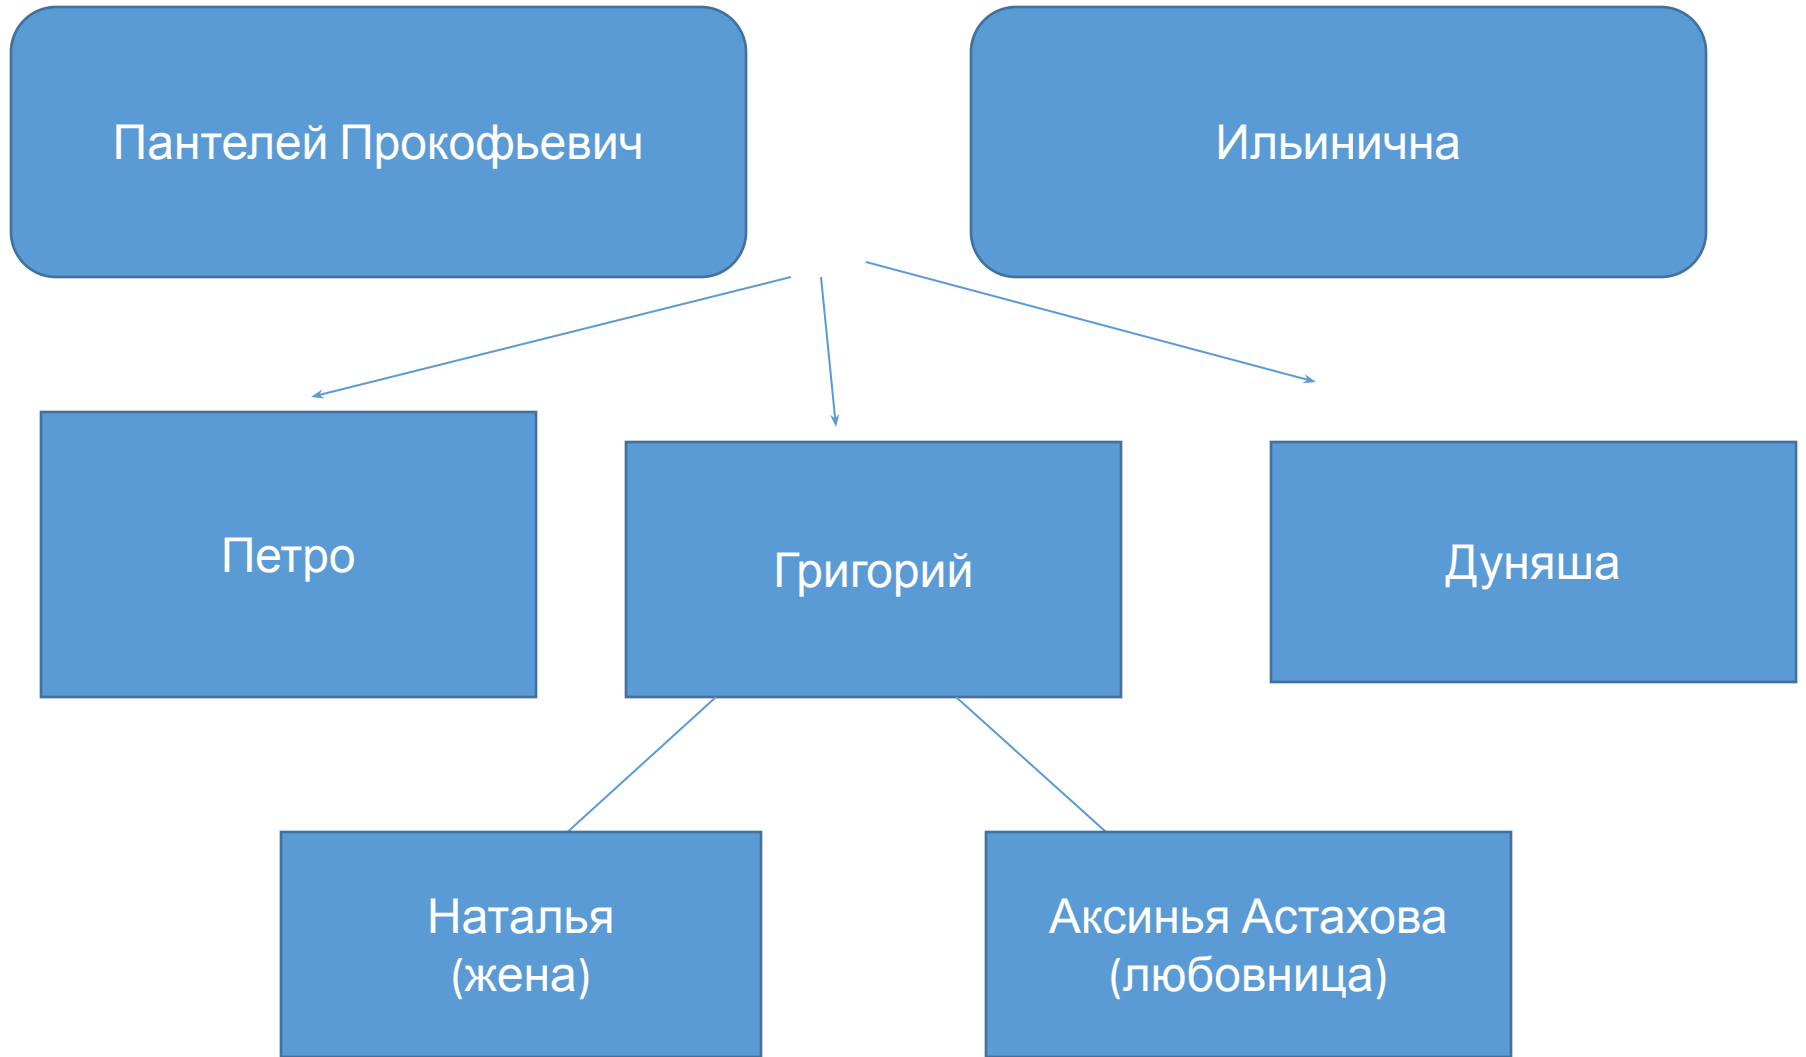 Пантелей Прокофьевич
Ильинична
Петро
Григорий
Дуняша
Наталья
(жена)
Аксинья Астахова
(любовница)